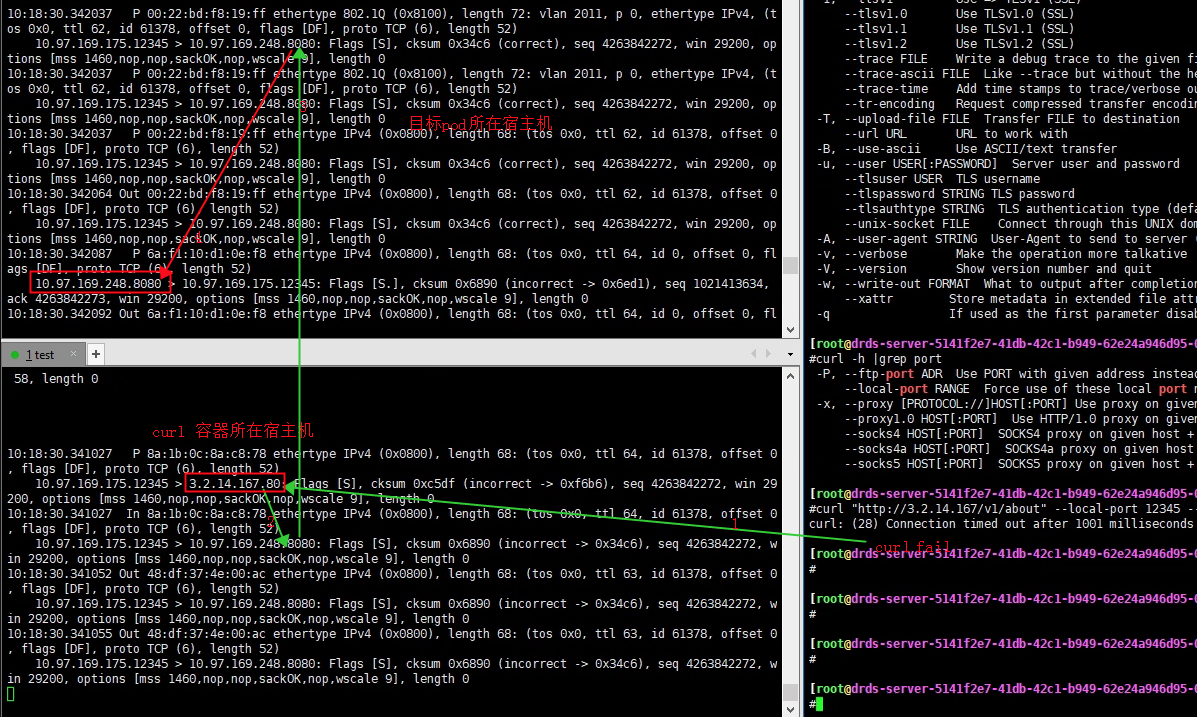 10:18:30.342037   P 00:22:bd:f8:19:ff ethertype 802.1Q (0x8100), length 72: vlan 2011, p 0, ethertype IPv4, (t
os 0x0, ttl 62, id 61378, offset 0, flags [DF], proto TCP (6), length 52)
10.97.169.175.12345 > 10.97.169.248.8080: Flags [S], cksum 0x34c6 (correct), seq 4263842272, win 29200, op
tions [mss 1460,nop,nop,sackOK,nop,wscale 9], length 0
10:18:30.342037   P 00:22:bd:f8:19:ff ethertype 802.1Q (0x8100), length 72: vlan 2011, p 0, ethertype IPv4, (t
os 0x0, ttl 62, id 61378, offset 0, flags [DF], proto TCP (6), length 52)
10.97.169.175.12345 > 10.97.169.248.8080: Flags [S], cksum 0x34c6 (correct), seq 4263842272, win 29200, op
tions [mss 1460,nop,nop,sackOK,nop,wscale 9], length 0
目标pod所在宿主机
10:18:30.342037   P 00:22:bd:f8:19:ff ethertype IPv4 (0x0800), length 68: (tos 0x0, ttl 62, id 61378, offset 0
, flags [DF], proto TCP (6), length 52)
10.97.169.175.12345 > 10.97.169.248.8080: Flags [S], cksum 0x34c6 (correct), seq 4263842272, win 29200, op
tions [mss 1460,nop,nop,sackOK,nop,wscale 9], length 0
10:18:30.342064 Out 00:22:bd:f8:19:ff ethertype IPv4 (0x0800), length 68: (tos 0x0, ttl 62, id 61378, offset 0
, flags [DF], proto TCP (6), length 52)
10.97.169.175.12345 > 10.97.169.248.8080: Flags [S], cksum 0x34c6 (correct), seq 4263842272, win 29200, op
tions [mss 1460,nop,nop,sackOK,nop,wscale 9], length 0
10:18:30.342087   P 6a:f1:10:d1:0e:f8 ethertype IPv4 (0x0800), length 68: (tos 0x0, ttl 64, id 0, offset 0, fl
ags [DF], proto TCP (6), length 52)
10.97.169.248.8080 > 10.97.169.175.12345: Flags [S.], cksum 0x6890 (incorrect -> 0x6ed1), seq 1021413634,
ack 4263842273, win 29200, options [mss 1460,nop,nop,sackOK,nop,wscale 9], length 0
10:18:30.342092 Out 6a:f1:10:d1:0e:f8 ethertype IPv4 (0x0800), length 68: (tos 0x0, ttl 64, id 0, offset 0, fl
1 test × +
58, length 0
curl 容器所在宿主机
10:18:30.341027   P 8a:1b:0c:8a:c8:78 ethertype IPv4 (0x0800), length 68: (tos 0x0, ttl 64, id 61378, offset 0
, flags [DF], proto TCP (6), length 52)
10.97.169.175.12345 > 3.2.14.167.80: Flags [S], cksum 0xc5df (incorrect -> 0xf6b6), seq 4263842272, win 29
200, options [mss 1460,nop,nop,sackOK,nop,wscale 9], length 0
10:18:30.341027  In 8a:1b:0c:8a:c8:78 ethertype IPv4 (0x0800), length 68: (tos 0x0, ttl 64, id 61378, offset 0
, flags [DF], proto TCP (6), length 52)
2
1
10.97.169.175.12345 > 10.97.169.248.8080: Flags [S], cksum 0x6890 (incorrect -> 0x34c6), seq 4263842272, w
in 29200, options [mss 1460,nop,nop,sackOK,nop,wscale 9], length 0
10:18:30.341052 Out 48:df:37:4e:00:ac ethertype IPv4 (0x0800), length 68: (tos 0x0, ttl 63, id 61378, offset 0
, flags [DF], proto TCP (6), length 52)
10.97.169.175.12345 > 10.97.169.248.8080: Flags [S], cksum 0x6890 (incorrect -> 0x34c6), seq 4263842272, w
in 29200, options [mss 1460,nop,nop,sackOK,nop,wscale 9], length 0
10:18:30.341055 Out 48:df:37:4e:00:ac ethertype IPv4 (0x0800), length 68: (tos 0x0, ttl 63, id 61378, offset 0
, flags [DF], proto TCP (6), length 52)
10.97.169.175.12345 > 10.97.169.248.8080: Flags [S], cksum 0x6890 (incorrect -> 0x34c6), seq 4263842272, w
in 29200, options [mss 1460,nop,nop,sackOK,nop,wscale 9], length 0
--tlsv1.0       Use TLSv1.0 (SSL)
--tlsv1.1       Use TLSv1.1 (SSL)
--tlsv1.2       Use TLSv1.2 (SSL)
--trace FILE    Write a debug trace to the given fi
--trace-ascii FILE  Like --trace but without the he
--trace-time    Add time stamps to trace/verbose ou
--tr-encoding   Request compressed transfer encodin
-T, --upload-file FILE  Transfer FILE to destination
--url URL       URL to work with
-B, --use-ascii     Use ASCII/text transfer
-u, --user USER[:PASSWORD]  Server user and password
--tlsuser USER  TLS username
--tlspassword STRING TLS password
--tlsauthtype STRING  TLS authentication type (defa
--unix-socket FILE    Connect through this UNIX dom
-A, --user-agent STRING  User-Agent to send to server (
-v, --verbose       Make the operation more talkative
-V, --version       Show version number and quit
-w, --write-out FORMAT  What to output after completion
--xattr        Store metadata in extended file attr
-q                 If used as the first parameter disab
[root@drds-server-5141f2e7-41db-42c1-b949-62e24a946d95-0
#curl -h |grep port
-P, --ftp-port ADR  Use PORT with given address instead
--local-port RANGE  Force use of these local port n
-x, --proxy [PROTOCOL://]HOST[:PORT] Use proxy on given
--proxy1.0 HOST[:PORT]  Use HTTP/1.0 proxy on given
--socks4 HOST[:PORT]  SOCKS4 proxy on given host +
--socks4a HOST[:PORT]  SOCKS4a proxy on given host
--socks5 HOST[:PORT]  SOCKS5 proxy on given host +
[root@drds-server-5141f2e7-41db-42c1-b949-62e24a946d95-0
#curl "http://3.2.14.167/v1/about" --local-port 12345 --
curl: (28) Connection timed out after 1001 milliseconds
curl fail
[root@drds-server-5141f2e7-41db-42c1-b949-62e24a946d95-0
#
[root@drds-server-5141f2e7-41db-42c1-b949-62e24a946d95-0
#
[root@drds-server-5141f2e7-41db-42c1-b949-62e24a946d95-0
#
[root@drds-server-5141f2e7-41db-42c1-b949-62e24a946d95-0
#